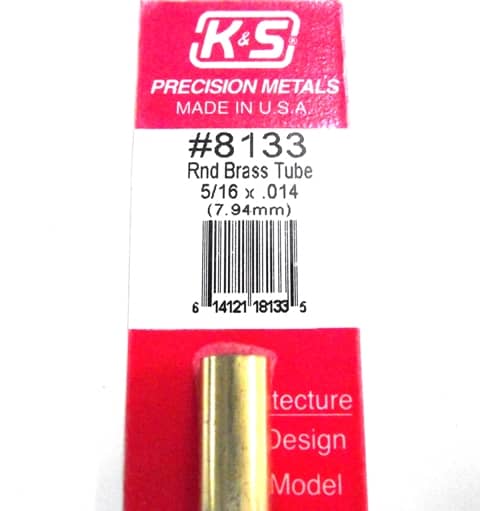 K&S®
PRECISION METALS
MADE IN U.S.A.
#8133
Rnd Brass Tube
5/16 x .014
(7.94mm)
6 14121 18133 5
itecture
Design
Model